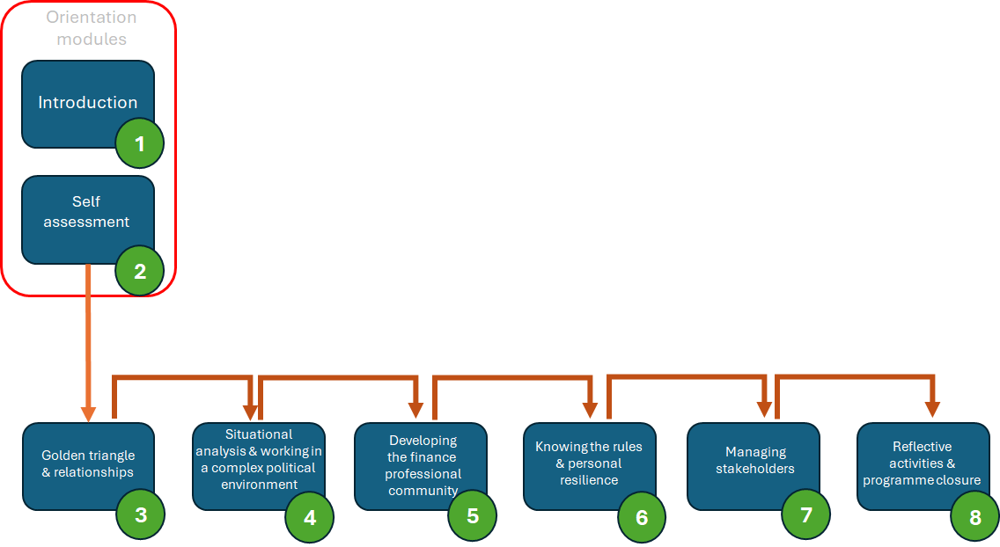 Orientation
modules
Introduction
1
Self
assessment
2
Golden triangle
& relationships
3
Situational
analysis & working in
a complex political
environment
4
Developing
the finance
professional
community
5
Knowing the rules
& personal
resilience
6
Managing
stakeholders
7
Reflective
activities &
programme closure
8